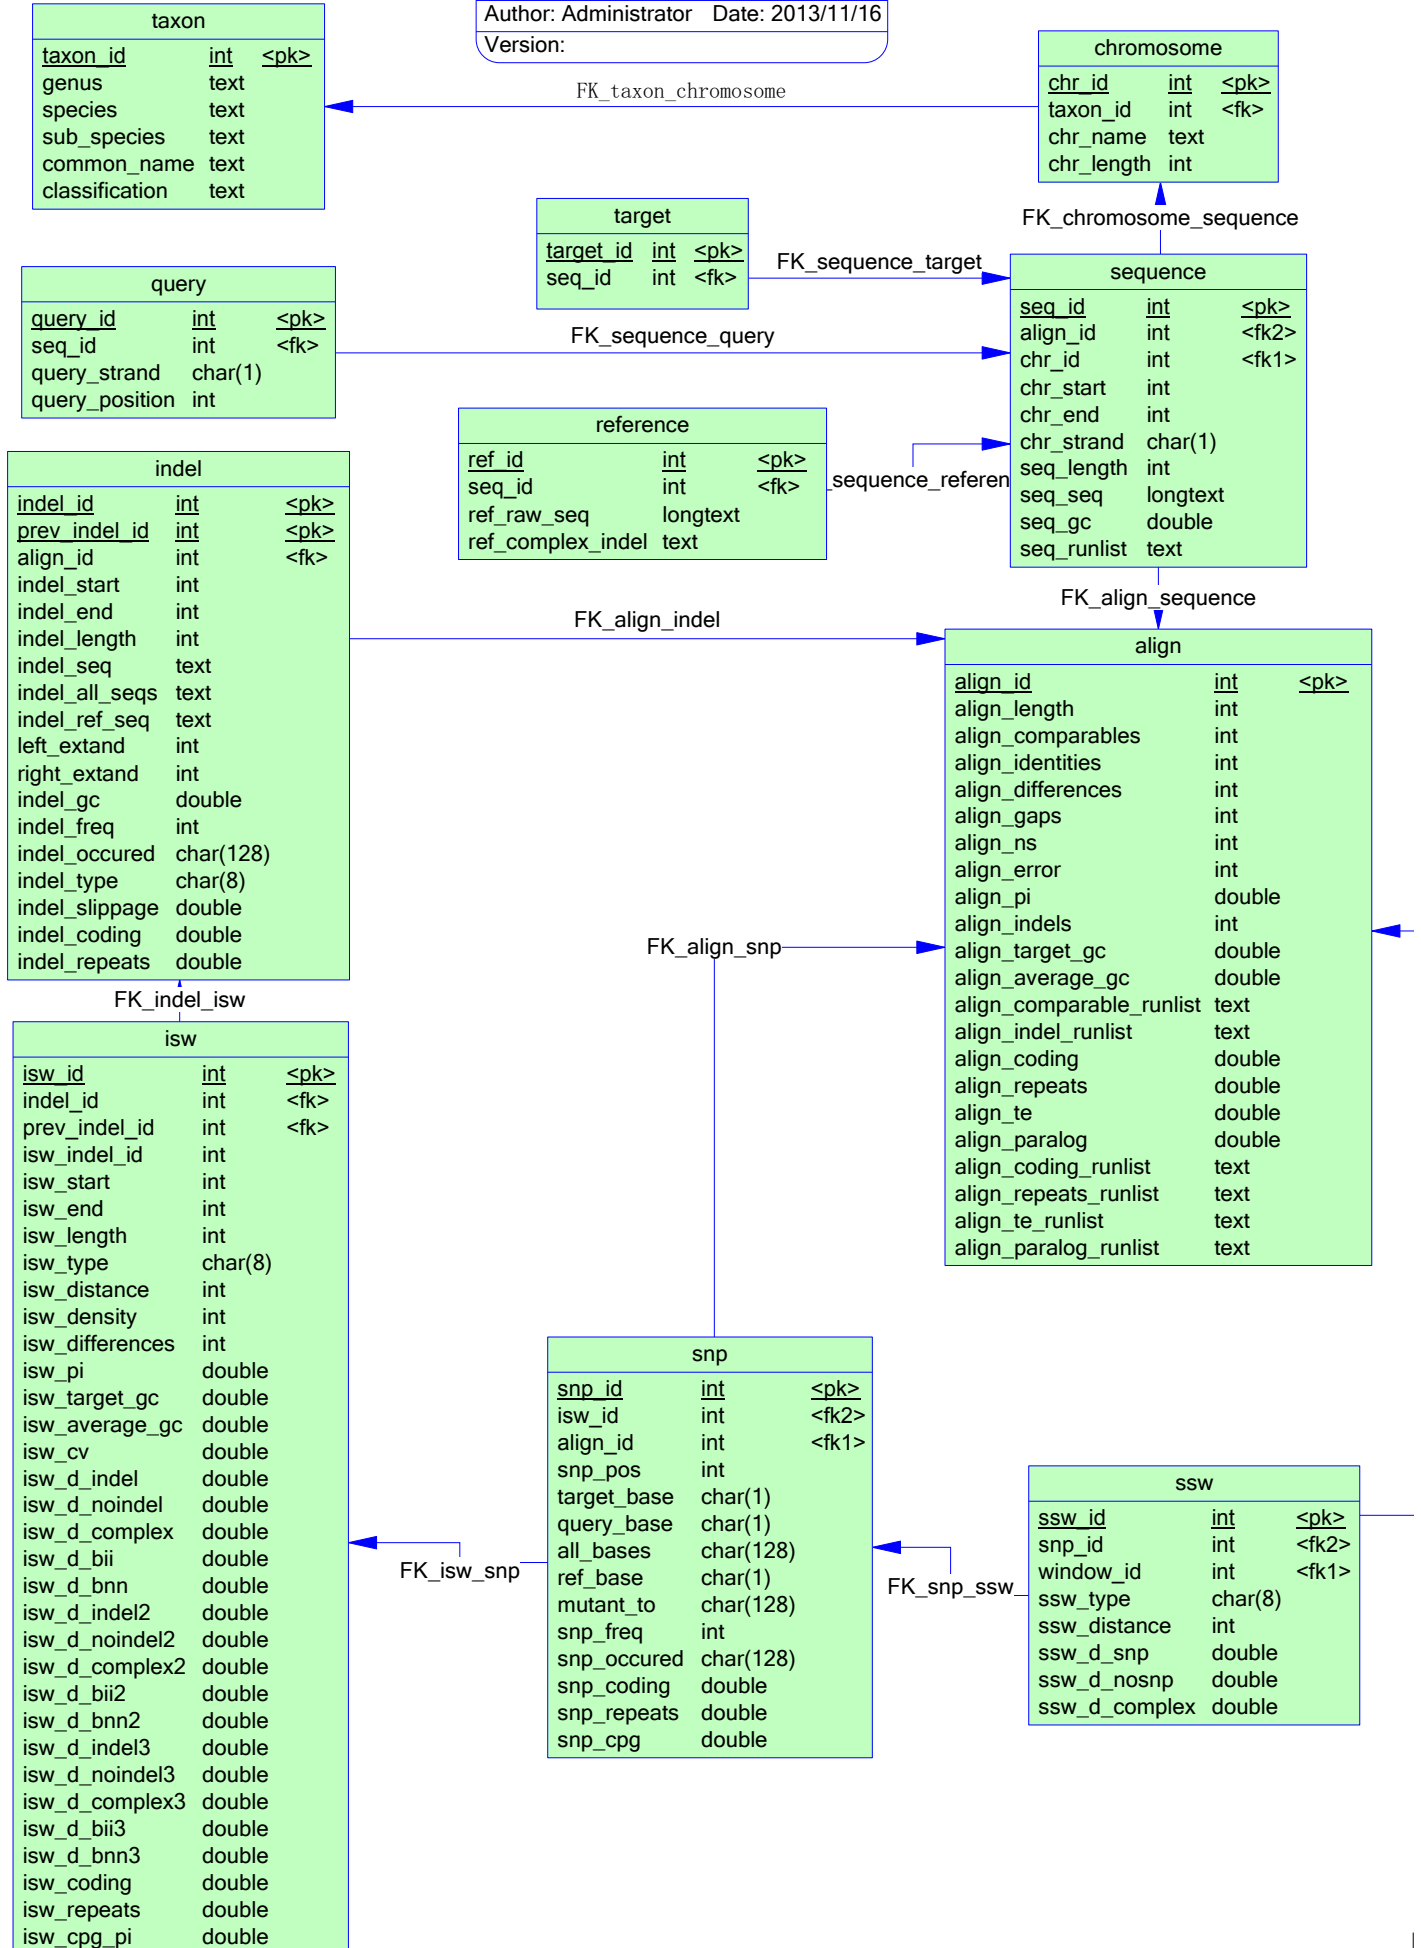 Author: Administrator Date: 2013/11/16
Version:
taxon
taxon_id int <pk>
genus text
species text
sub_species text
common_name text
classification text
FK_taxon_chromosome
chromosome
chr_id int <pk>
taxon_id int <fk>
chr_name text
chr_length int
FK_chromosome_sequence
target
target_id int <pk>
seq_id int <fk>
FK_sequence_target
query
query_id int <pk>
seq_id int <fk>
query_strand char(1)
query_position int
FK_sequence_query
sequence
seq_id int <pk>
align_id int <fk2>
chr_id int <fk1>
chr_start int
chr_end int
chr_strand char(1)
seq_length int
seq_seq longtext
seq_gc double
seq_runlist text
reference
ref_id int <pk>
seq_id int <fk>
ref_raw_seq longtext
ref_complex_indel text
_sequence_referen
FK_align_sequence
indel
indel_id int <pk>
prev_indel_id int <pk>
align_id int <fk>
indel_start int
indel_end int
indel_length int
indel_seq text
indel_all_seqs text
indel_ref_seq text
left_extand int
right_extand int
indel_gc double
indel_freq int
indel_occured char(128)
indel_type char(8)
indel_slippage double
indel_coding double
indel_repeats double
FK_align_indel
align
align_id int <pk>
align_length int
align_comparables int
align_identities int
align_differences int
align_gaps int
align_ns int
align_error int
align_pi double
align_indels int
align_target_gc double
align_average_gc double
align_comparable_runlist text
align_indel_runlist text
align_coding double
align_repeats double
align_te double
align_paralog double
align_coding_runlist text
align_repeats_runlist text
align_te_runlist text
align_paralog_runlist text
FK_align_snp
FK_indel_isw
isw
isw_id int <pk>
indel_id int <fk>
prev_indel_id int <fk>
isw_indel_id int
isw_start int
isw_end int
isw_length int
isw_type char(8)
isw_distance int
isw_density int
isw_differences int
isw_pi double
isw_target_gc double
isw_average_gc double
isw_cv double
isw_d_indel double
isw_d_noindel double
isw_d_complex double
isw_d_bii double
isw_d_bnn double
isw_d_indel2 double
isw_d_noindel2 double
isw_d_complex2 double
isw_d_bii2 double
isw_d_bnn2 double
isw_d_indel3 double
isw_d_noindel3 double
isw_d_complex3 double
isw_d_bii3 double
isw_d_bnn3 double
isw_coding double
isw_repeats double
isw_cpg_pi double
FK_isw_snp
snp
snp_id int <pk>
isw_id int <fk2>
align_id int <fk1>
snp_pos int
target_base char(1)
query_base char(1)
all_bases char(128)
ref_base char(1)
mutant_to char(128)
snp_freq int
snp_occured char(128)
snp_coding double
snp_repeats double
snp_cpg double
FK_snp_ssw
ssw
ssw_id int <pk>
snp_id int <fk2>
window_id int <fk1>
ssw_type char(8)
ssw_distance int
ssw_d_snp double
ssw_d_nosnp double
ssw_d_complex double